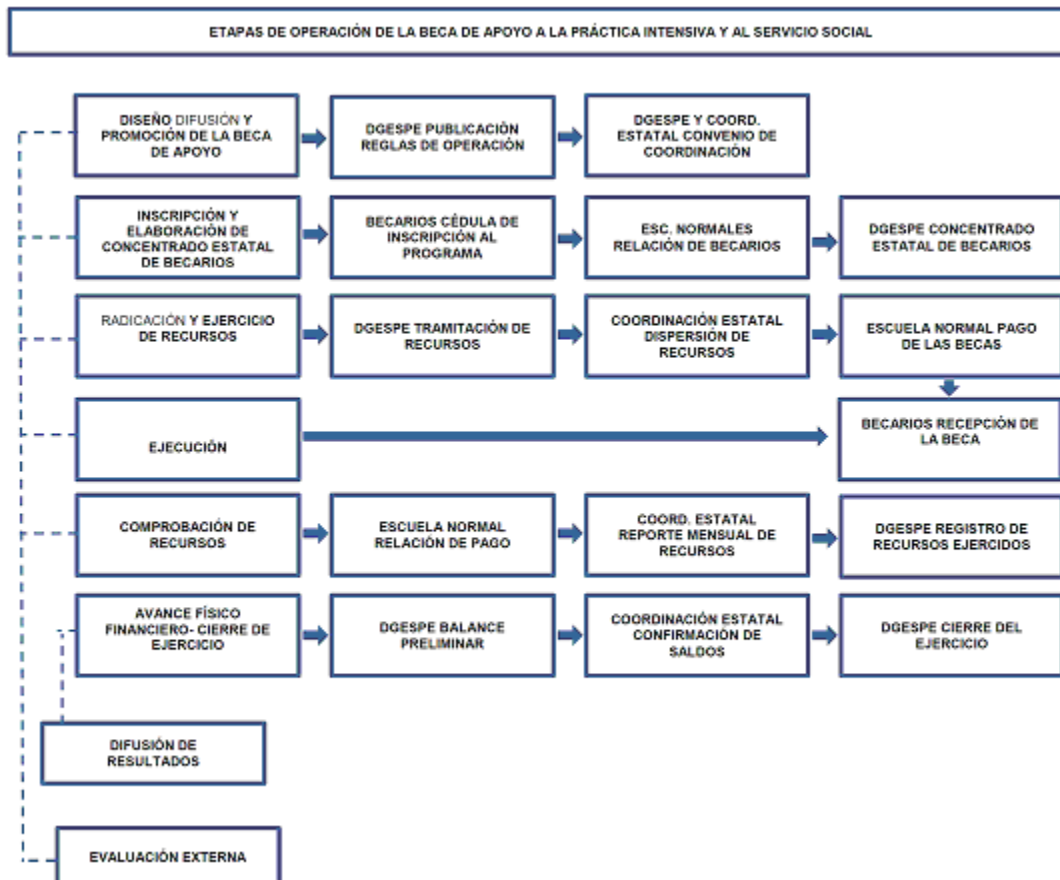 ETAPAS DE OPERACIÓN DE LA BECA DE APOYO A LA PRÁCTICA INTENSIVA Y AL SERVICIO SOCIAL
DISEÑO DIFUSIÓN Y
PROMOCIÓN DE LA BECA
DE APOYO
DGESPE PUBLICACIÓN
REGLAS DE OPERACIÓN
DGESPE Y COORD.
ESTATAL CONVENIO DE
COORDINACIÓN
INSCRIPCIÓN Y
ELABORACIÓN DE
CONCENTRADO ESTATAL
DE BECARIOS
BECARIOS CÉDULA DE
INSCRIPCIÓN AL
PROGRAMA
ESC. NORMALES
RELACIÓN DE BECARIOS
DGESPE CONCENTRADO
ESTATAL DE BECARIOS
RADICACIÓN Y EJERCICIO
DE RECURSOS
DGESPE TRAMITACIÓN DE
RECURSOS
COORDINACIÓN ESTATAL
DISPERSIÓN DE
RECURSOS
ESCUELA NORMAL PAGO
DE LAS BECAS
EJECUCIÓN
BECARIOS RECEPCIÓN DE
LA BECA
COMPROBACIÓN DE
RECURSOS
ESCUELA NORMAL
RELACIÓN DE PAGO
COORD. ESTATAL
REPORTE MENSUAL DE
RECURSOS
DGESPE REGISTRO DE
RECURSOS EJERCIDOS
AVANCE FÍSICO
FINANCIERO- CIERRE DE
EJERCICIO
DGESPE BALANCE
PRELIMINAR
COORDINACIÓN ESTATAL
CONFIRMACIÓN DE
SALDOS
DGESPE CIERRE DEL
EJERCICIO
DIFUSIÓN DE
RESULTADOS
EVALUACIÓN EXTERNA